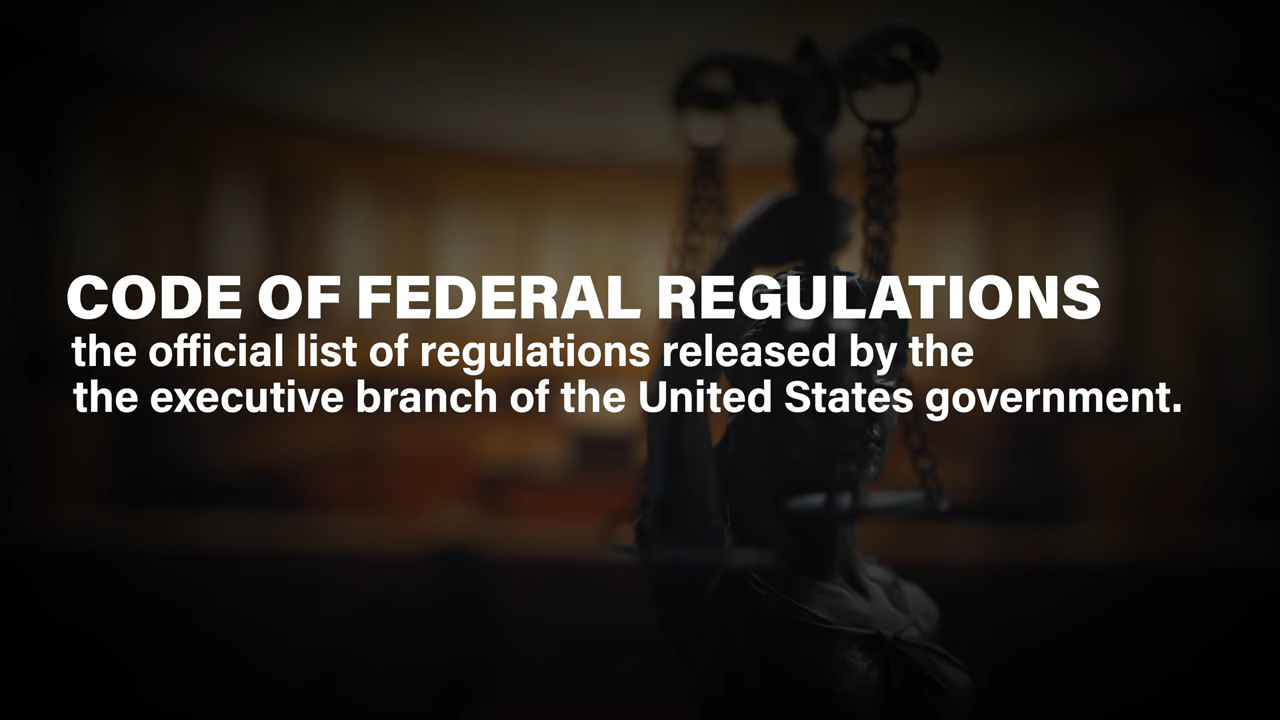 CODE OF FEDERAL REGULATIONS
the official list of regulations released by the
the executive branch of the United States government.